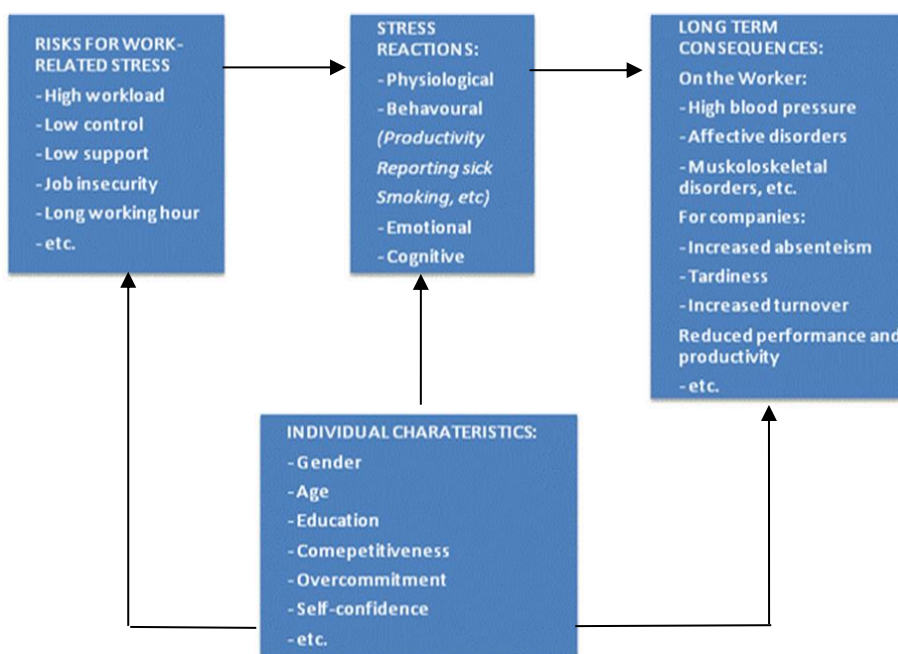 RISKS FOR WORK-
RELATED STRESS
-High workload
-Low control
-Low support
-Job insecurity
-Long working hour
-etc.
STRESS
REACTIONS:
-Physiological
-Behavoural
(Productivity
Reporting sick
Smoking, etc)
-Emotional
-Cognitive
LONG TERM
CONSEQUENCES:
On the Worker:
-High blood pressure
-Affective disorders
-Muskoloskeletal
disorders, etc.
For companies:
-Increased absenteism
-Tardiness
-Increased turnover
Reduced performance and
productivity
-etc.
INDIVIDUAL CHARATERISTICS:
-Gender
-Age
-Education
-Comepetitiveness
-Overcommitment
-Self-confidence
-etc.